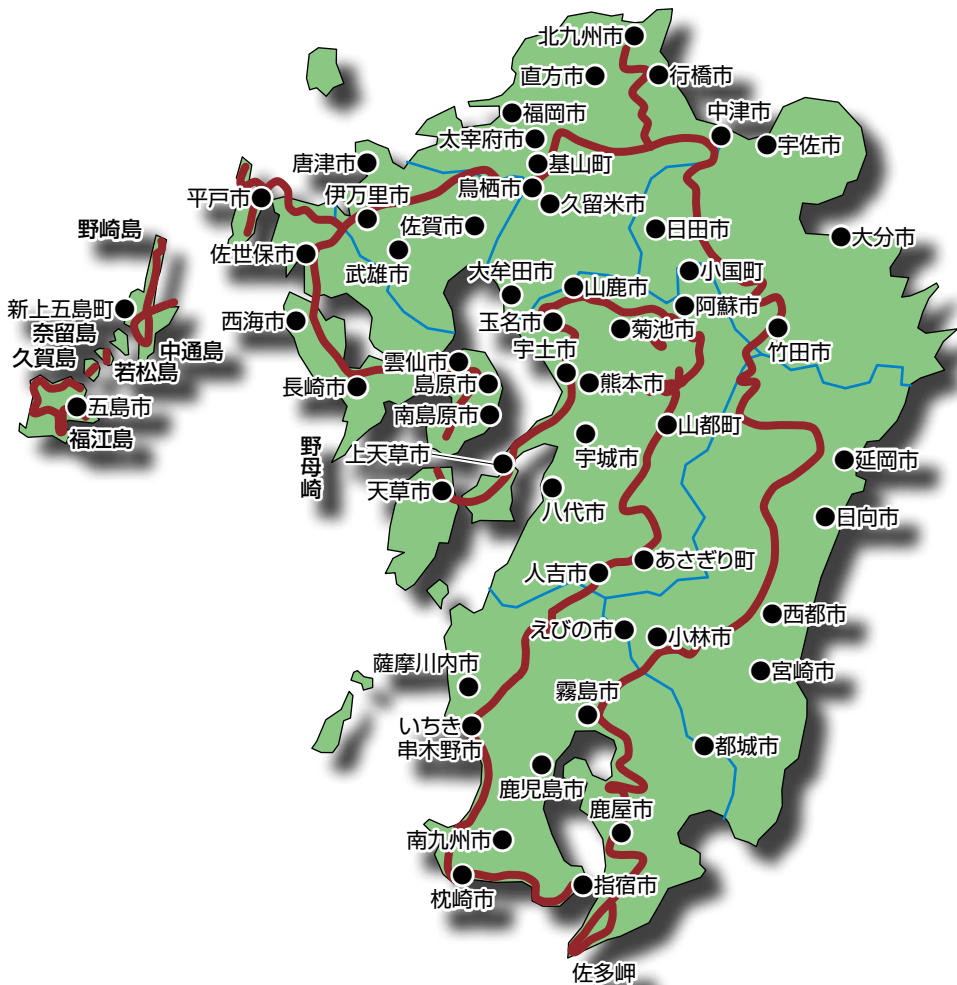 北九州市
直方市
行橋市
福岡市
中津市
太宰府市
宇佐市
唐津市
基山町
鳥栖市
平戸市
伊万里市
久留米市
佐賀市
日田市
野崎島
大分市
佐世保市
武雄市
大牟田市
小国町
山鹿市
新上五島町
阿蘇市
西海市
玉名市
菊池市
奈留島
宇土市
竹田市
久賀島
中通島
若松島
雲仙市
島原市
熊本市
長崎市
五島市
南島原市
山都町
福江島
野母崎
上天草市
宇城市
延岡市
天草市
八代市
日向市
あさぎり町
人吉市
西都市
えびの市
小林市
薩摩川内市
宮崎市
霧島市
いちき
串木野市
都城市
鹿児島市
鹿屋市
南九州市
枕崎市
指宿市
佐多岬